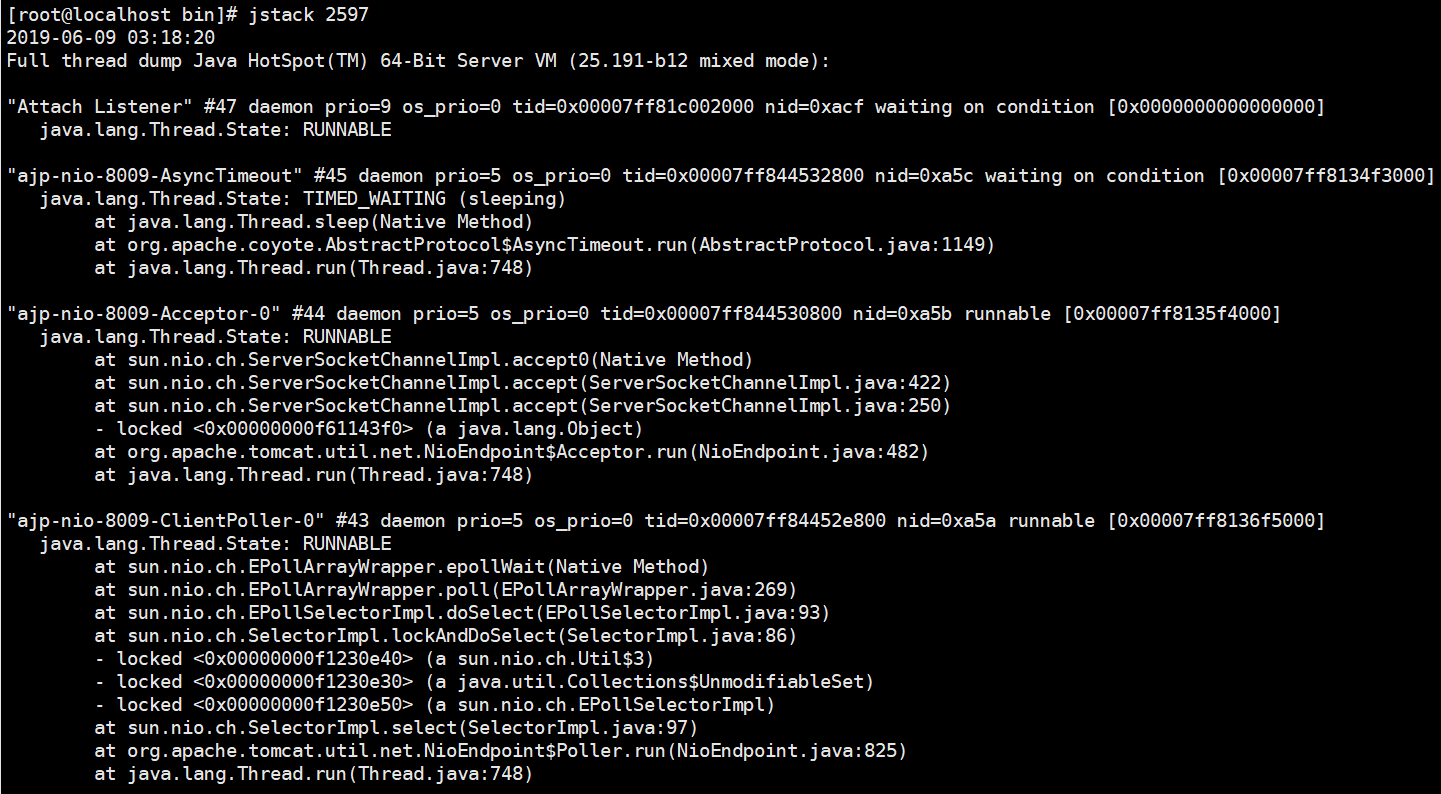 [root@localhost bin]# jstack 2597
2019-06-09 03:18:20
Full thread dump Java HotSpot(TM) 64-Bit Server VM (25.191-b12 mixed mode):

"Attach Listener" #47 daemon prio=9 os_prio=0 tid=0x00007ff81c002000 nid=0xacf waiting on condition [0x0000000000000000]
   java.lang.Thread.State: RUNNABLE

"ajp-nio-8009-AsyncTimeout" #45 daemon prio=5 os_prio=0 tid=0x00007ff844532800 nid=0xa5c waiting on condition [0x00007ff8134f3000]
   java.lang.Thread.State: TIMED_WAITING (sleeping)
        at java.lang.Thread.sleep(Native Method)
        at org.apache.coyote.AbstractProtocol$AsyncTimeout.run(AbstractProtocol.java:1149)
        at java.lang.Thread.run(Thread.java:748)

"ajp-nio-8009-Acceptor-0" #44 daemon prio=5 os_prio=0 tid=0x00007ff844530800 nid=0xa5b runnable [0x00007ff8135f4000]
   java.lang.Thread.State: RUNNABLE
        at sun.nio.ch.ServerSocketChannelImpl.accept0(Native Method)
        at sun.nio.ch.ServerSocketChannelImpl.accept(ServerSocketChannelImpl.java:422)
        at sun.nio.ch.ServerSocketChannelImpl.accept(ServerSocketChannelImpl.java:250)
        - locked <0x00000000f61143f0> (a java.lang.Object)
        at org.apache.tomcat.util.net.NioEndpoint$Acceptor.run(NioEndpoint.java:482)
        at java.lang.Thread.run(Thread.java:748)

"ajp-nio-8009-ClientPoller-0" #43 daemon prio=5 os_prio=0 tid=0x00007ff84452e800 nid=0xa5a runnable [0x00007ff8136f5000]
   java.lang.Thread.State: RUNNABLE
        at sun.nio.ch.EPollArrayWrapper.epollWait(Native Method)
        at sun.nio.ch.EPollArrayWrapper.poll(EPollArrayWrapper.java:269)
        at sun.nio.ch.EPollSelectorImpl.doSelect(EPollSelectorImpl.java:93)
        at sun.nio.ch.SelectorImpl.lockAndDoSelect(SelectorImpl.java:86)
        - locked <0x00000000f1230e40> (a sun.nio.ch.Util$3)
        - locked <0x00000000f1230e30> (a java.util.Collections$UnmodifiableSet)
        - locked <0x00000000f1230e50> (a sun.nio.ch.EPollSelectorImpl)
        at sun.nio.ch.SelectorImpl.select(SelectorImpl.java:97)
        at org.apache.tomcat.util.net.NioEndpoint$Poller.run(NioEndpoint.java:825)
        at java.lang.Thread.run(Thread.java:748)